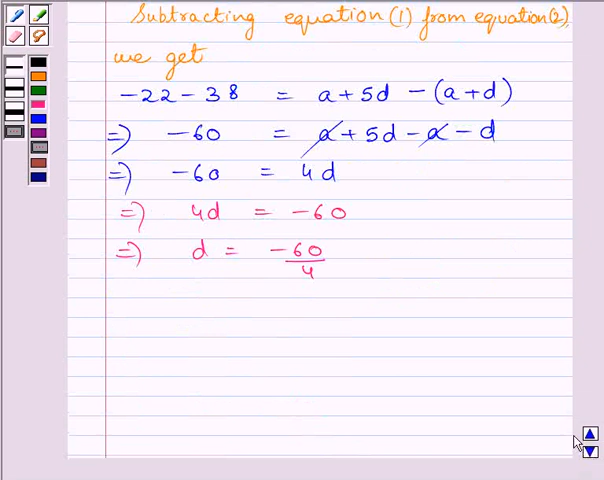 Subtracting equation (1) from equation (2),
we get
-22 - 38 = a + 5d - (a + d)
=) -60 = a + 5d - a - d
=) -60 = 4d
=) 4d = -60
=) d = -60/4